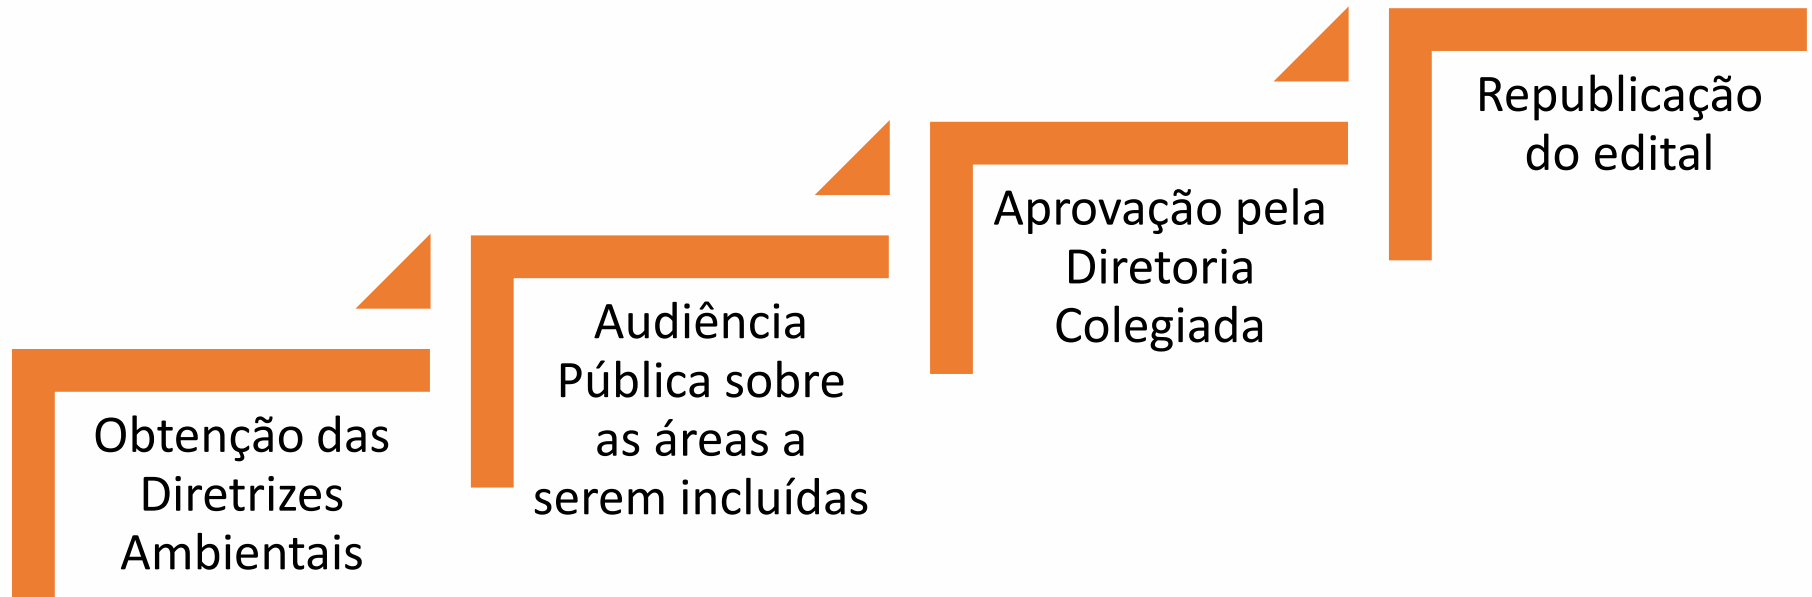 Obtenção das
Diretrizes
Ambientais
Audiência
Pública sobre
as áreas a
serem incluídas
Aprovação pela
Diretoria
Colegiada
Republicação
do edital